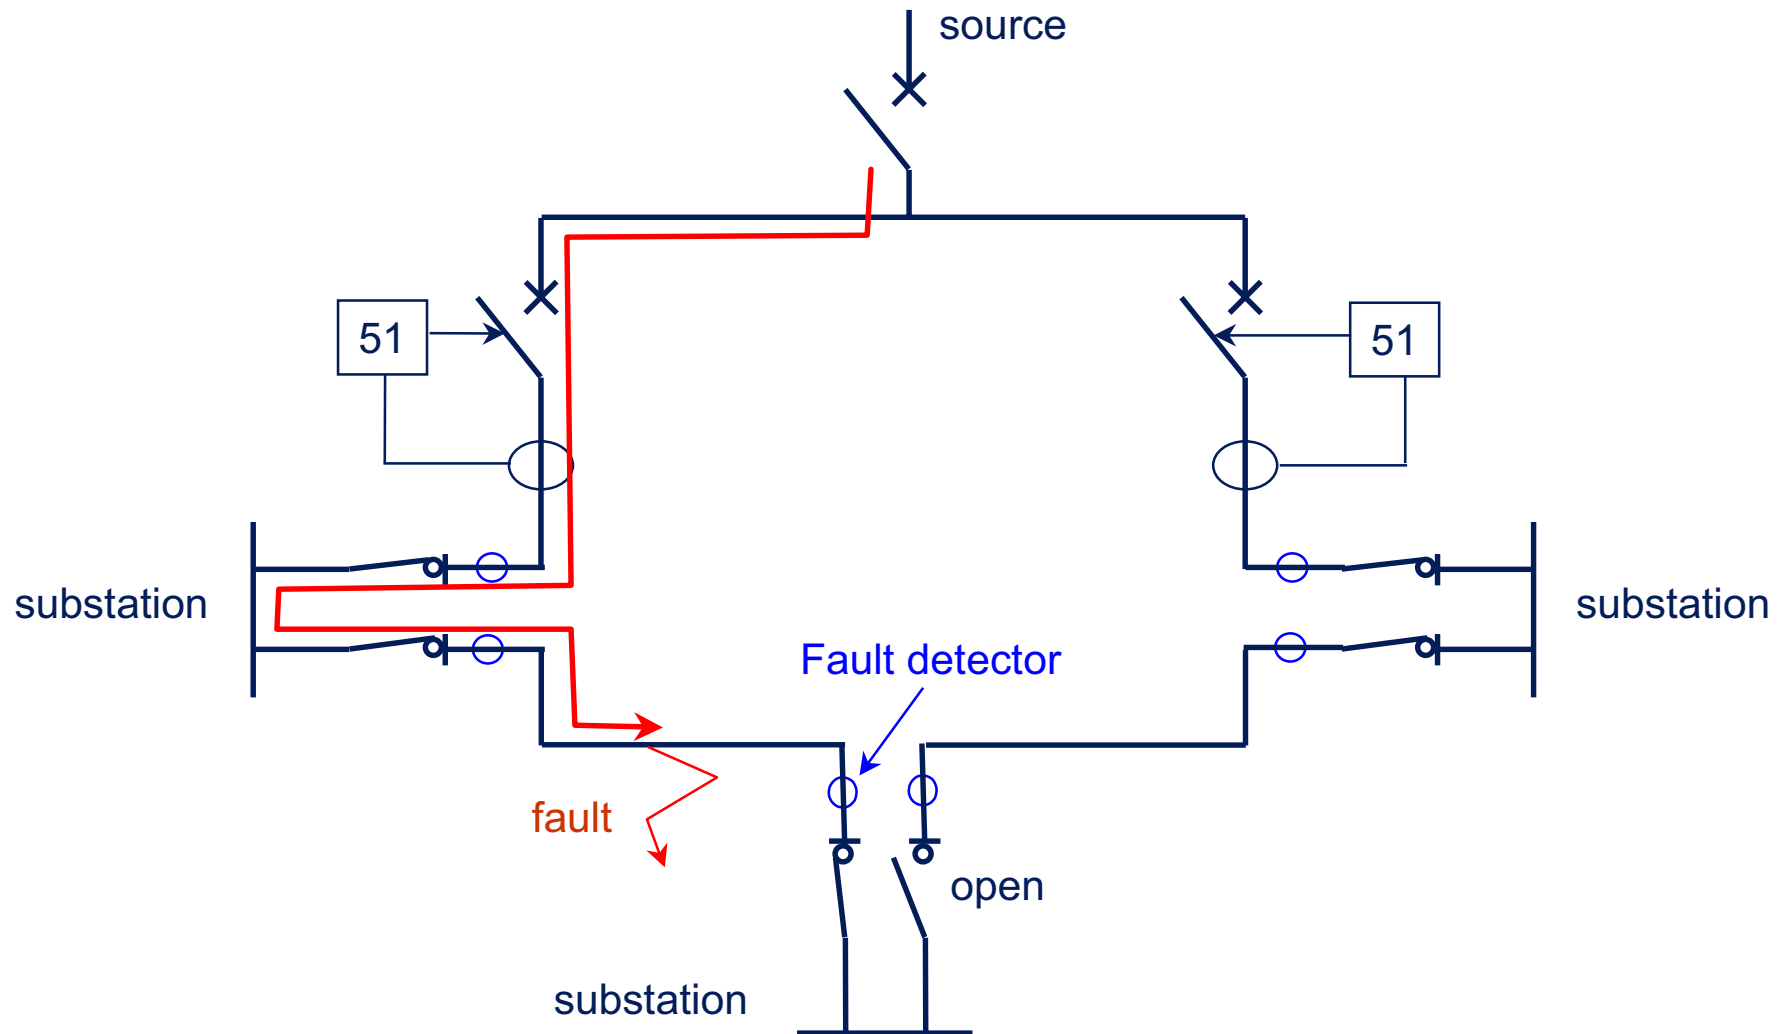 source
51
51
substation
substation
Fault detector
fault
open
substation